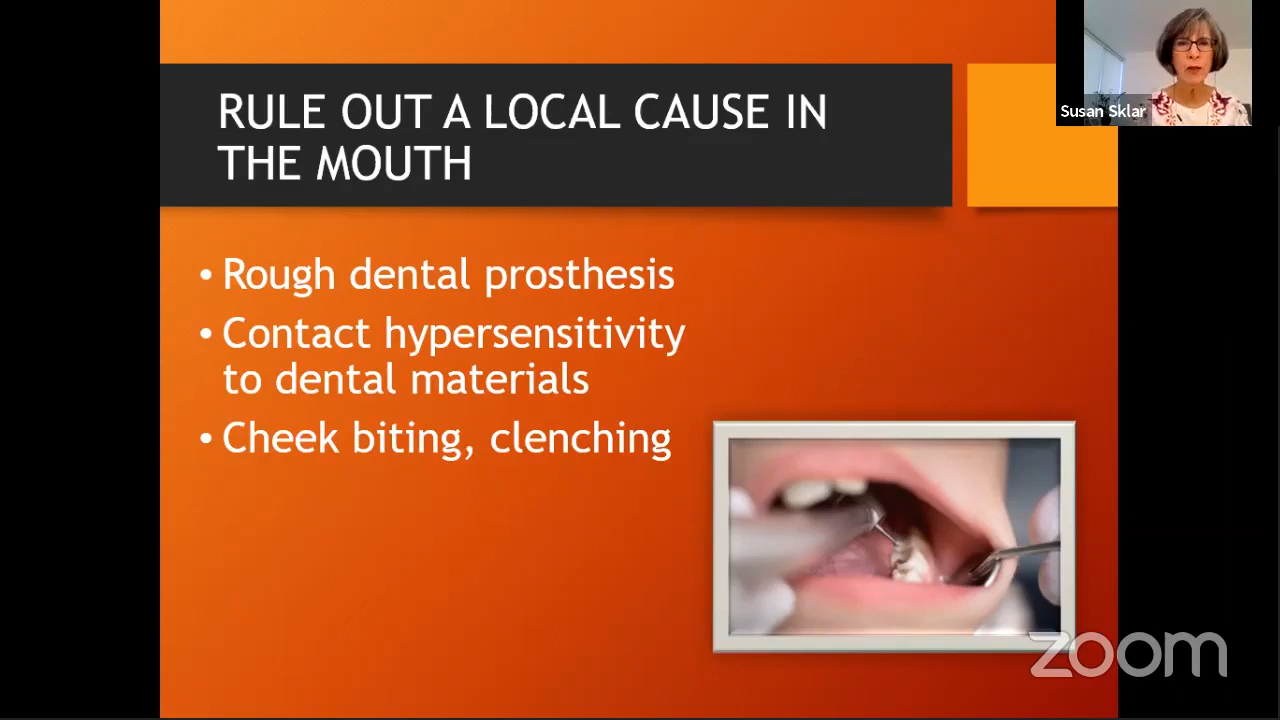 RULE OUT A LOCAL CAUSE IN
THE MOUTH
Susan Sklar
• Rough dental prosthesis
• Contact hypersensitivity
to dental materials
• Cheek biting, clenching
zoom